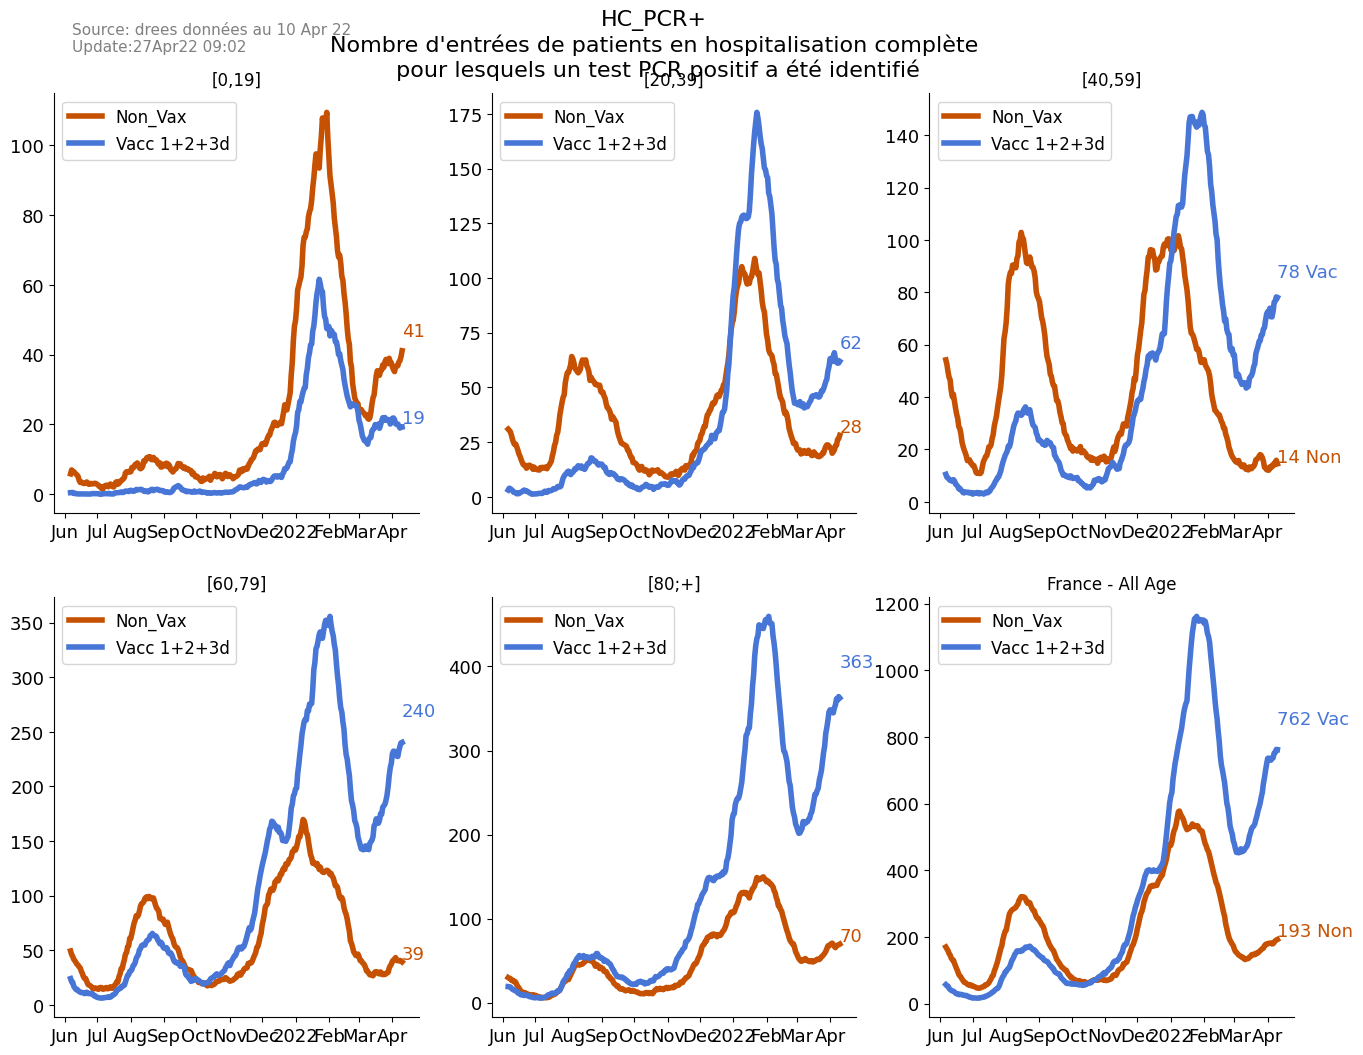 Source: drees données au 10 Apr 22
Update:27Apr22 09:02
HC_PCR+
Nombre d'entrées de patients en hospitalisation complète
pour lesquels un test PCR positif a été identifié
[0,19]
Non_Vax
Vacc 1+2+3d
100
80
60
40
20
0
41
19
Jun Jul Aug Sep Oct Nov Dec 2022 Feb Mar Apr
[20,39]
Non_Vax
Vacc 1+2+3d
175
150
125
100
75
50
25
0
62
28
Jun Jul Aug Sep Oct Nov Dec 2022 Feb Mar Apr
[40,59]
Non_Vax
Vacc 1+2+3d
140
120
100
80
60
40
20
0
78 Vac
14 Non
Jun Jul Aug Sep Oct Nov Dec 2022 Feb Mar Apr
[60,79]
Non_Vax
Vacc 1+2+3d
350
300
250
200
150
100
50
0
240
39
Jun Jul Aug Sep Oct Nov Dec 2022 Feb Mar Apr
[80;+]
Non_Vax
Vacc 1+2+3d
400
300
200
100
0
363
70
Jun Jul Aug Sep Oct Nov Dec 2022 Feb Mar Apr
France - All Age
Non_Vax
Vacc 1+2+3d
1200
1000
800
600
400
200
0
762 Vac
193 Non
Jun Jul Aug Sep Oct Nov Dec 2022 Feb Mar Apr